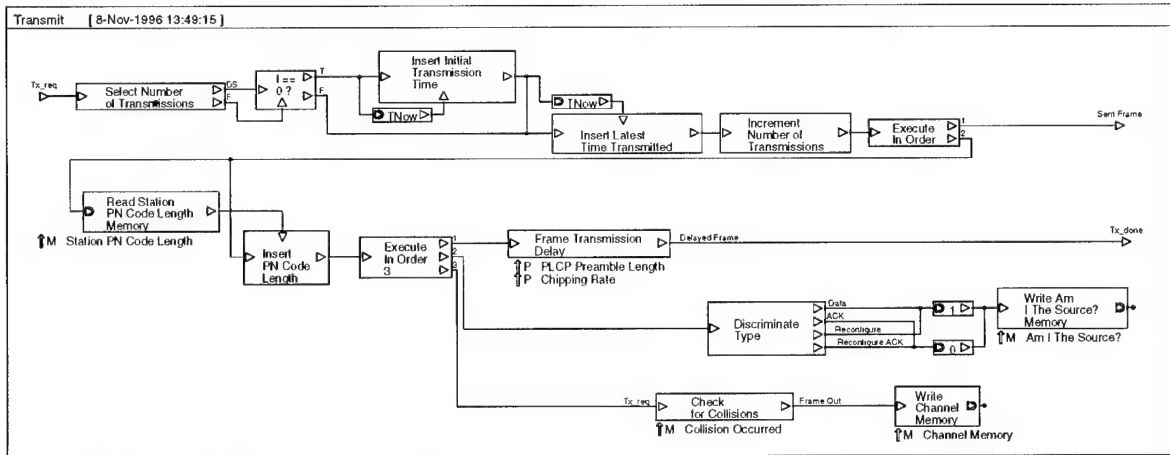 Transmit [ 8-Nov-1996 13:49:15 ]
Tx_req
Select Number
of Transmissions
DS
F
I ==
0 ?
T
F
Insert Initial
Transmission
Time
TNow
TNow
Insert Latest
Time Transmitted
Increment
Number of
Transmissions
Execute
In Order
1
2
Sent Frame
Read Station
PN Code Length
Memory
⇑M Station PN Code Length
Insert
PN Code
Length
Execute
In Order
3
1
2
3
Frame Transmission
Delay
⇑P PLCP Preamble Length
⇑P Chipping Rate
Delayed Frame
Tx_done
Discriminate
Type
Data
ACK
Reconfigure
Reconfigure ACK
1
0
Write Am
I The Source?
Memory
⇑M Am I The Source?
Tx_req
Check
for Collisions
⇑M Collision Occurred
Frame Out
Write
Channel
Memory
⇑M Channel Memory